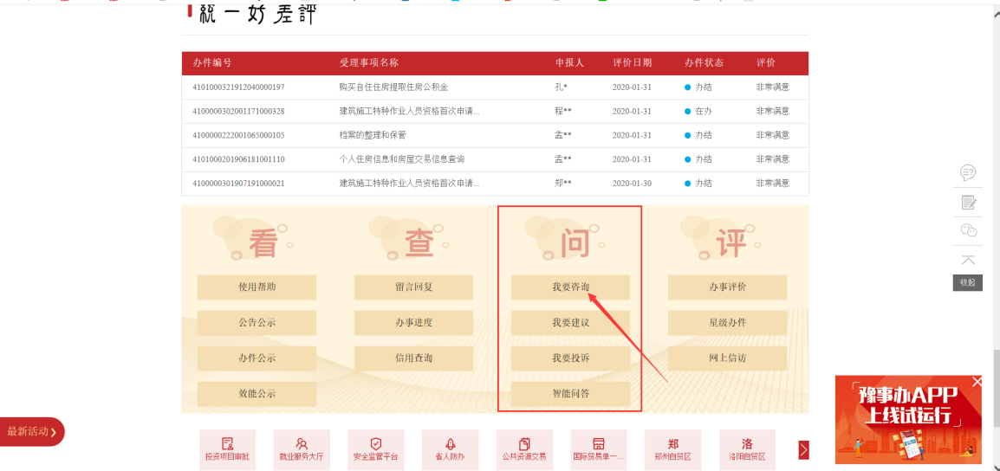 統一好差評
办件编号 受理事项名称 申报人 评价日期 办件状态 评价
4101000321912040000197 购买自住住房提取住房公积金 孔* 2020-01-31 办结 非常满意
410000302001171000328 建筑施工特种作业人员资格首次申请... 程** 2020-01-31 在办 非常满意
410000222001065000105 档案的整理和保管 孟** 2020-01-31 办结 非常满意
4101000201906181001110 个人住房信息和房屋交易信息查询 孟** 2020-01-31 办结 非常满意
410000301907191000021 建筑施工特种作业人员资格首次申请... 郑** 2020-01-30 办结 非常满意
看 查 问 评
使用帮助 留言回复 我要咨询 办事评价
公告公示 办事进度 我要建议 星级办件
办件公示 信用查询 我要投诉 网上信访
效能公示 智能问答
收起
豫事办APP
上线试运行
最新活动
投资项目审批 就业服务大厅 安全监管平台 省人防办 公共资源交易 国际贸易单一... 郑 郑州自贸区 洛 洛阳自贸区